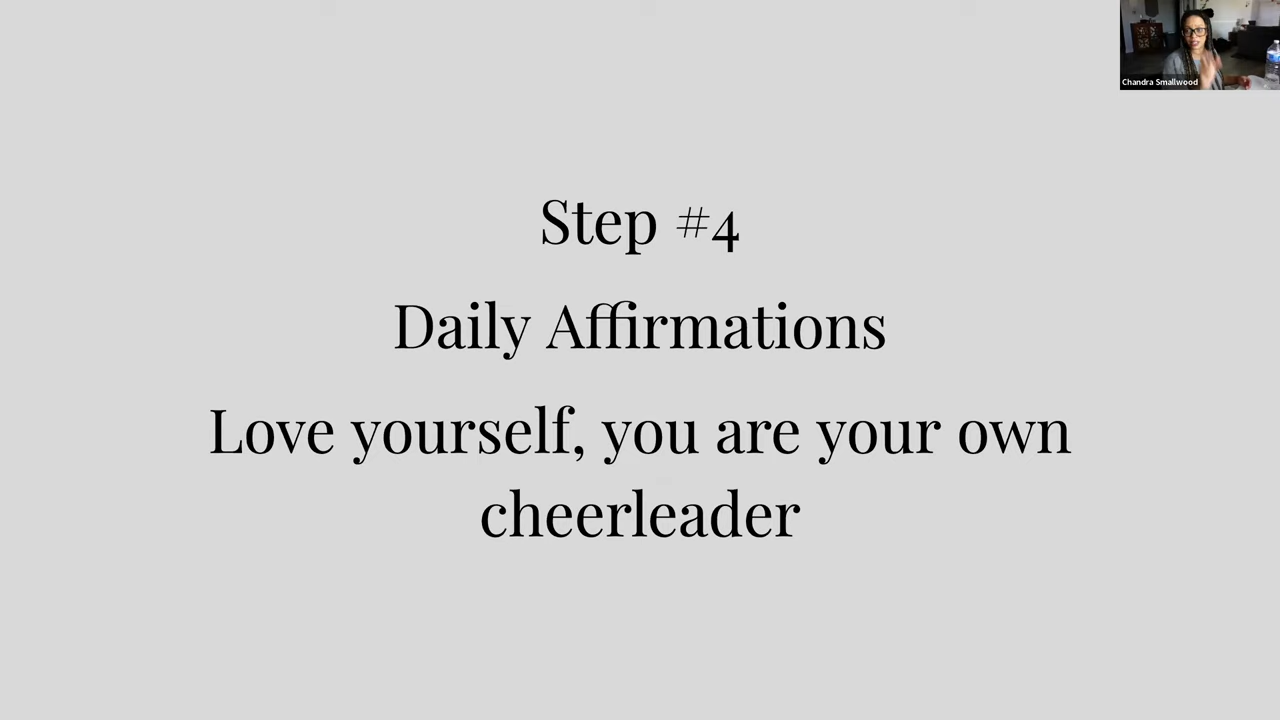 Chandra Smallwood
Step #4
Daily Affirmations
Love yourself, you are your own
cheerleader